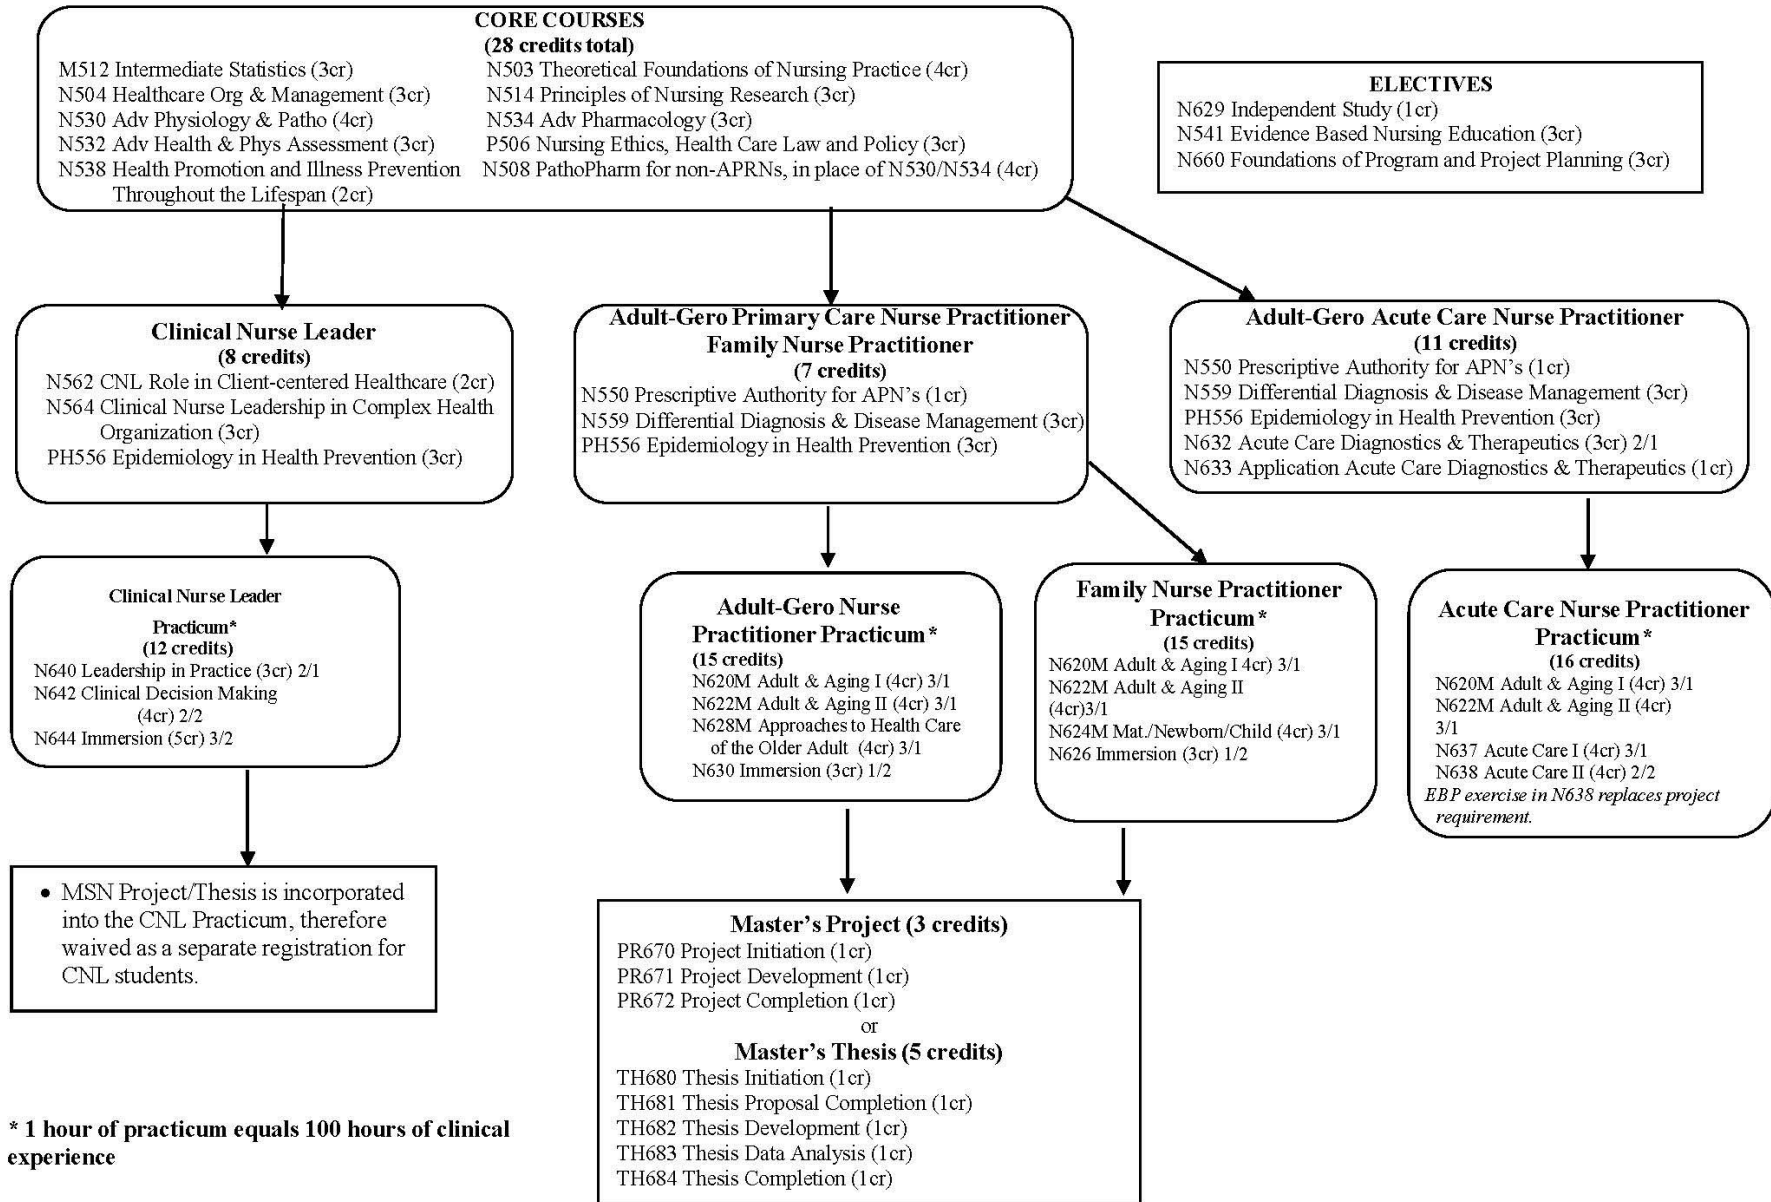 CORE COURSES
(28 credits total)
M512 Intermediate Statistics (3cr)
N504 Healthcare Org & Management (3cr)
N530 Adv Physiology & Patho (4cr)
N532 Adv Health & Phys Assessment (3cr)
N538 Health Promotion and Illness Prevention
Throughout the Lifespan (2cr)
N503 Theoretical Foundations of Nursing Practice (4cr)
N514 Principles of Nursing Research (3cr)
N534 Adv Pharmacology (3cr)
P506 Nursing Ethics, Health Care Law and Policy (3cr)
N508 PathoPharm for non-APRNs, in place of N530/N534 (4cr)
ELECTIVES
N629 Independent Study (1cr)
N541 Evidence Based Nursing Education (3cr)
N660 Foundations of Program and Project Planning (3cr)
Clinical Nurse Leader
(8 credits)
N562 CNL Role in Client-centered Healthcare (2cr)
N564 Clinical Nurse Leadership in Complex Health
Organization (3cr)
PH556 Epidemiology in Health Prevention (3cr)
Adult-Gero Primary Care Nurse Practitioner
Family Nurse Practitioner
(7 credits)
N550 Prescriptive Authority for APN's (1cr)
N559 Differential Diagnosis & Disease Management (3cr)
PH556 Epidemiology in Health Prevention (3cr)
Adult-Gero Acute Care Nurse Practitioner
(11 credits)
N550 Prescriptive Authority for APN's (1cr)
N559 Differential Diagnosis & Disease Management (3cr)
PH556 Epidemiology in Health Prevention (3cr)
N632 Acute Care Diagnostics & Therapeutics (3cr) 2/1
N633 Application Acute Care Diagnostics & Therapeutics (1cr)
Clinical Nurse Leader
Practicum*
(12 credits)
N640 Leadership in Practice (3cr) 2/1
N642 Clinical Decision Making
(4cr) 2/2
N644 Immersion (5cr) 3/2
Adult-Gero Nurse
Practitioner Practicum*
(15 credits)
N620M Adult & Aging I (4cr) 3/1
N622M Adult & Aging II (4cr) 3/1
N628M Approaches to Health Care
of the Older Adult (4cr) 3/1
N630 Immersion (3cr) 1/2
Family Nurse Practitioner
Practicum*
(15 credits)
N620M Adult & Aging I 4cr) 3/1
N622M Adult & Aging II
(4cr)3/1
N624M Mat./Newborn/Child (4cr) 3/1
N626 Immersion (3cr) 1/2
Acute Care Nurse Practitioner
Practicum*
(16 credits)
N620M Adult & Aging I (4cr) 3/1
N622M Adult & Aging II (4cr)
3/1
N637 Acute Care I (4cr) 3/1
N638 Acute Care II (4cr) 2/2
EBP exercise in N638 replaces project
requirement.
• MSN Project/Thesis is incorporated
into the CNL Practicum, therefore
waived as a separate registration for
CNL students.
Master's Project (3 credits)
PR670 Project Initiation (1cr)
PR671 Project Development (1cr)
PR672 Project Completion (1cr)
or
Master's Thesis (5 credits)
TH680 Thesis Initiation (1cr)
TH681 Thesis Proposal Completion (1cr)
TH682 Thesis Development (1cr)
TH683 Thesis Data Analysis (1cr)
TH684 Thesis Completion (1cr)
* 1 hour of practicum equals 100 hours of clinical
experience